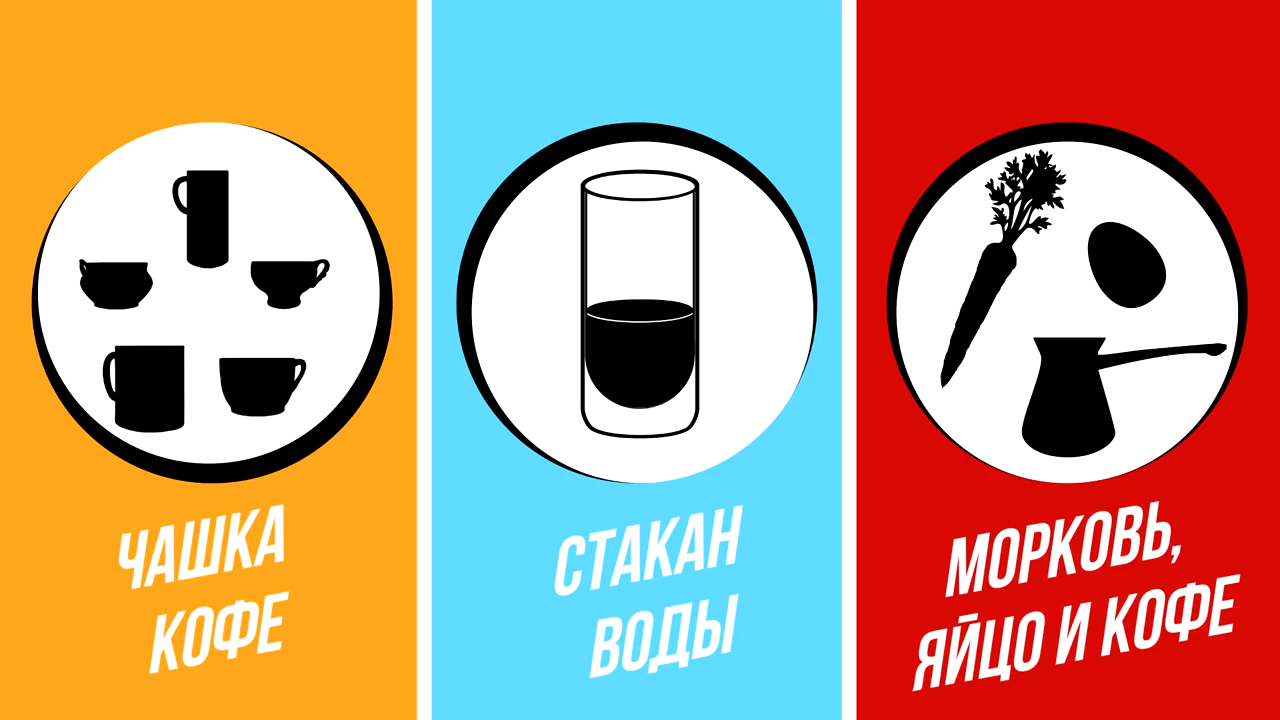 ЧАШКА
КОФЕ
СТАКАН
ВОДЫ
МОРКОВЬ,
ЯЙЦО И КОФЕ